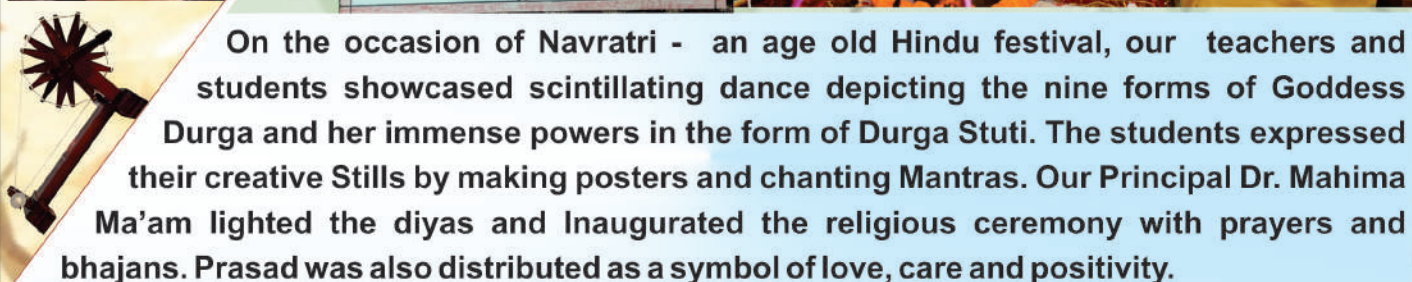 On the occasion of Navratri - an age old Hindu festival, our teachers and
students showcased scintillating dance depicting the nine forms of Goddess
Durga and her immense powers in the form of Durga Stuti. The students expressed
their creative Stills by making posters and chanting Mantras. Our Principal Dr. Mahima
Ma'am lighted the diyas and Inaugurated the religious ceremony with prayers and
bhajans. Prasad was also distributed as a symbol of love, care and positivity.